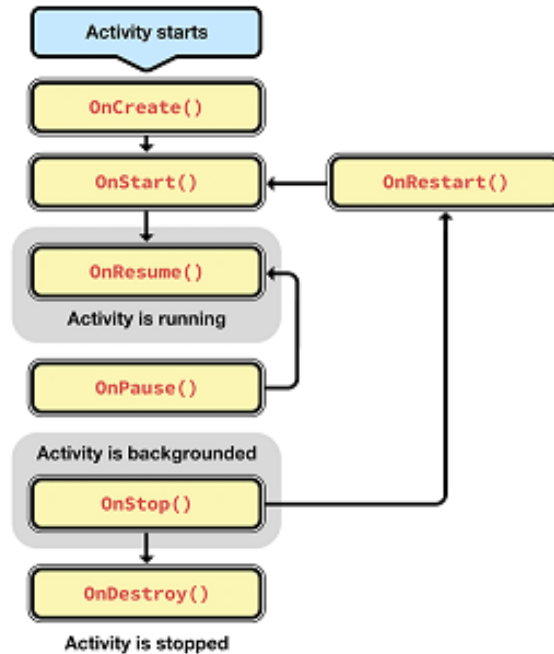 Activity starts
OnCreate()
OnStart()
OnRestart()
OnResume()
Activity is running
OnPause()
Activity is backgrounded
OnStop()
OnDestroy()
Activity is stopped